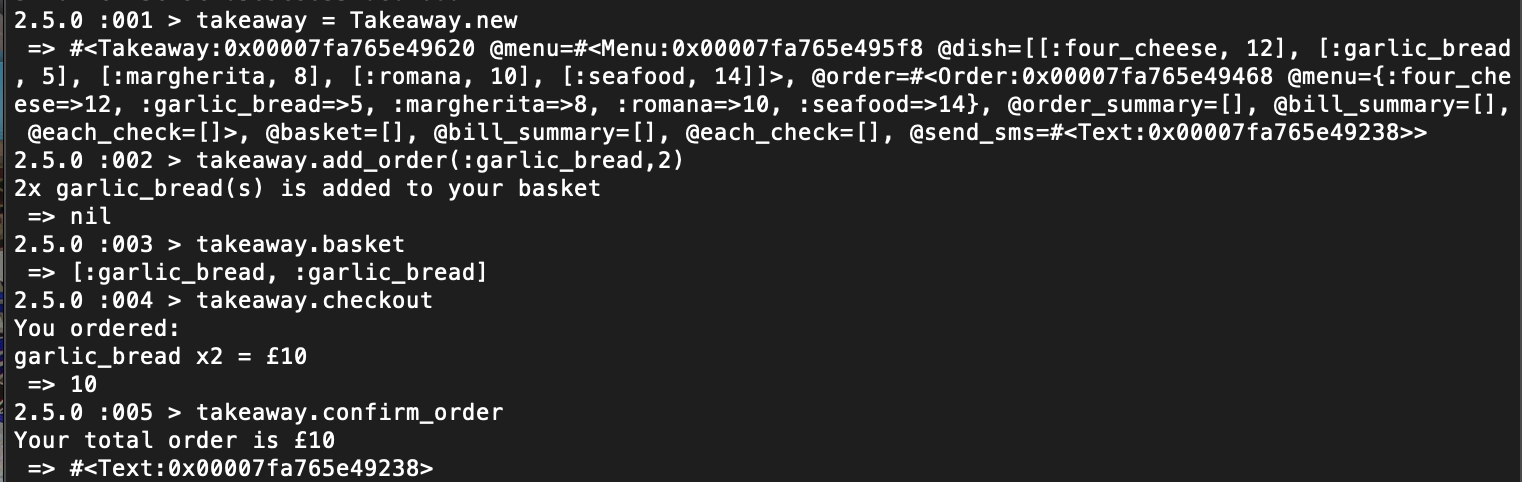 2.5.0 :001 > takeaway = Takeaway.new
 => #<Takeaway:0x00007fa765e49620 @menu=#<Menu:0x00007fa765e495f8 @dish=[[:four_cheese, 12], [:garlic_bread
, 5], [:margherita, 8], [:romana, 10], [:seafood, 14]]>, @order=#<Order:0x00007fa765e49468 @menu={:four_che
ese=>12, :garlic_bread=>5, :margherita=>8, :romana=>10, :seafood=>14}, @order_summary=[], @bill_summary=[],
 @each_check=[]>, @basket=[], @bill_summary=[], @each_check=[], @send_sms=#<Text:0x00007fa765e49238>>
2.5.0 :002 > takeaway.add_order(:garlic_bread,2)
2x garlic_bread(s) is added to your basket
 => nil
2.5.0 :003 > takeaway.basket
 => [:garlic_bread, :garlic_bread]
2.5.0 :004 > takeaway.checkout
You ordered:
garlic_bread x2 = £10
 => 10
2.5.0 :005 > takeaway.confirm_order
Your total order is £10
 => #<Text:0x00007fa765e49238>